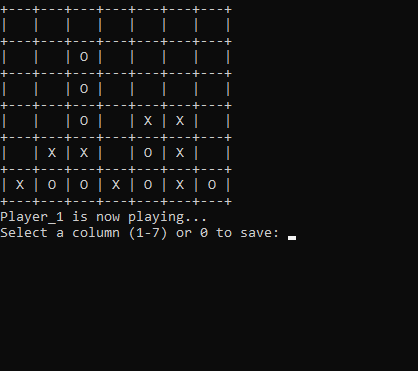 +---+---+---+---+---+---+---+
|   |   |   |   |   |   |   |
+---+---+---+---+---+---+---+
|   |   | O |   |   |   |   |
+---+---+---+---+---+---+---+
|   |   | O |   |   |   |   |
+---+---+---+---+---+---+---+
|   |   | O |   | X | X |   |
+---+---+---+---+---+---+---+
|   | X | X |   | O | X |   |
+---+---+---+---+---+---+---+
| X | O | O | X | O | X | O |
+---+---+---+---+---+---+---+
Player_1 is now playing...
Select a column (1-7) or 0 to save: